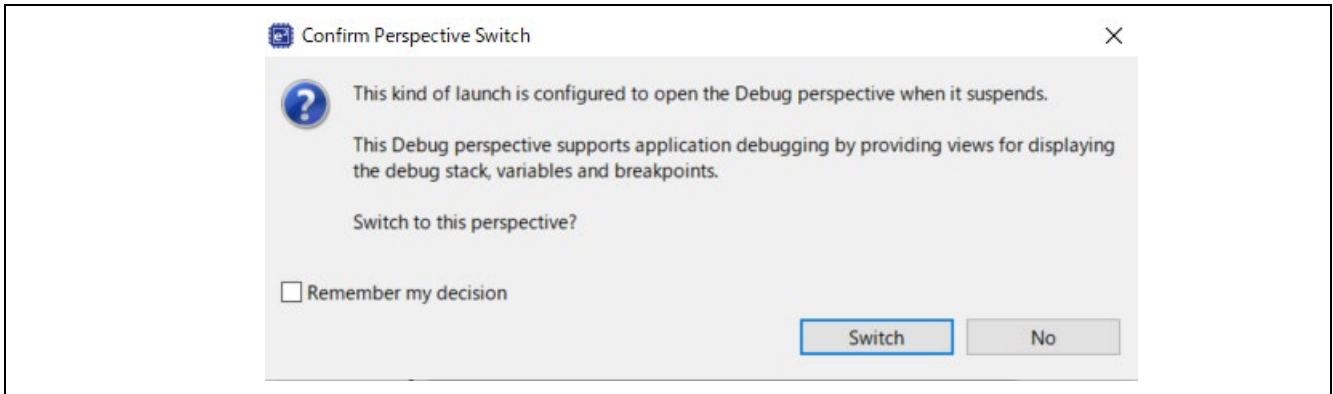 Confirm Perspective Switch
This kind of launch is configured to open the Debug perspective when it suspends.
This Debug perspective supports application debugging by providing views for displaying
the debug stack, variables and breakpoints.
Switch to this perspective?
Remember my decision
Switch No